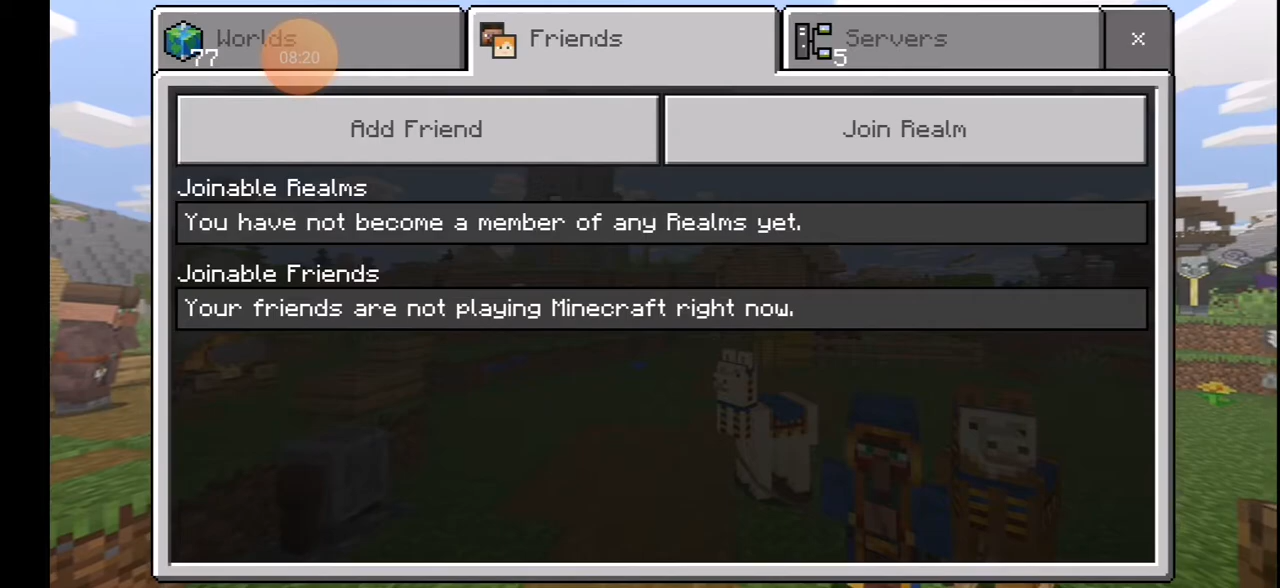 Worlds
77
08:20
Friends
Servers
5
Add Friend
Join Realm
Joinable Realms
You have not become a member of any Realms yet.
Joinable Friends
Your friends are not playing Minecraft right now.